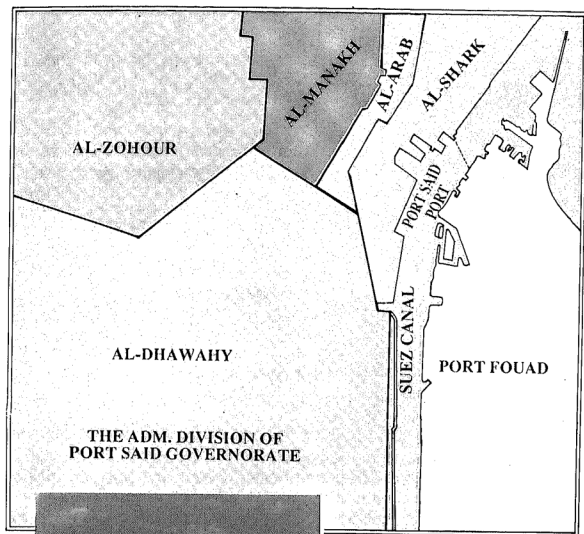 AL-MANAKH
AL-ARAB
AL-SHARK
AL-ZOHOUR
PORT SAID
PORT
SUEZ CANAL
AL-DHAWAHY
PORT FOUAD
THE ADM. DIVISION OF
PORT SAID GOVERNORATE